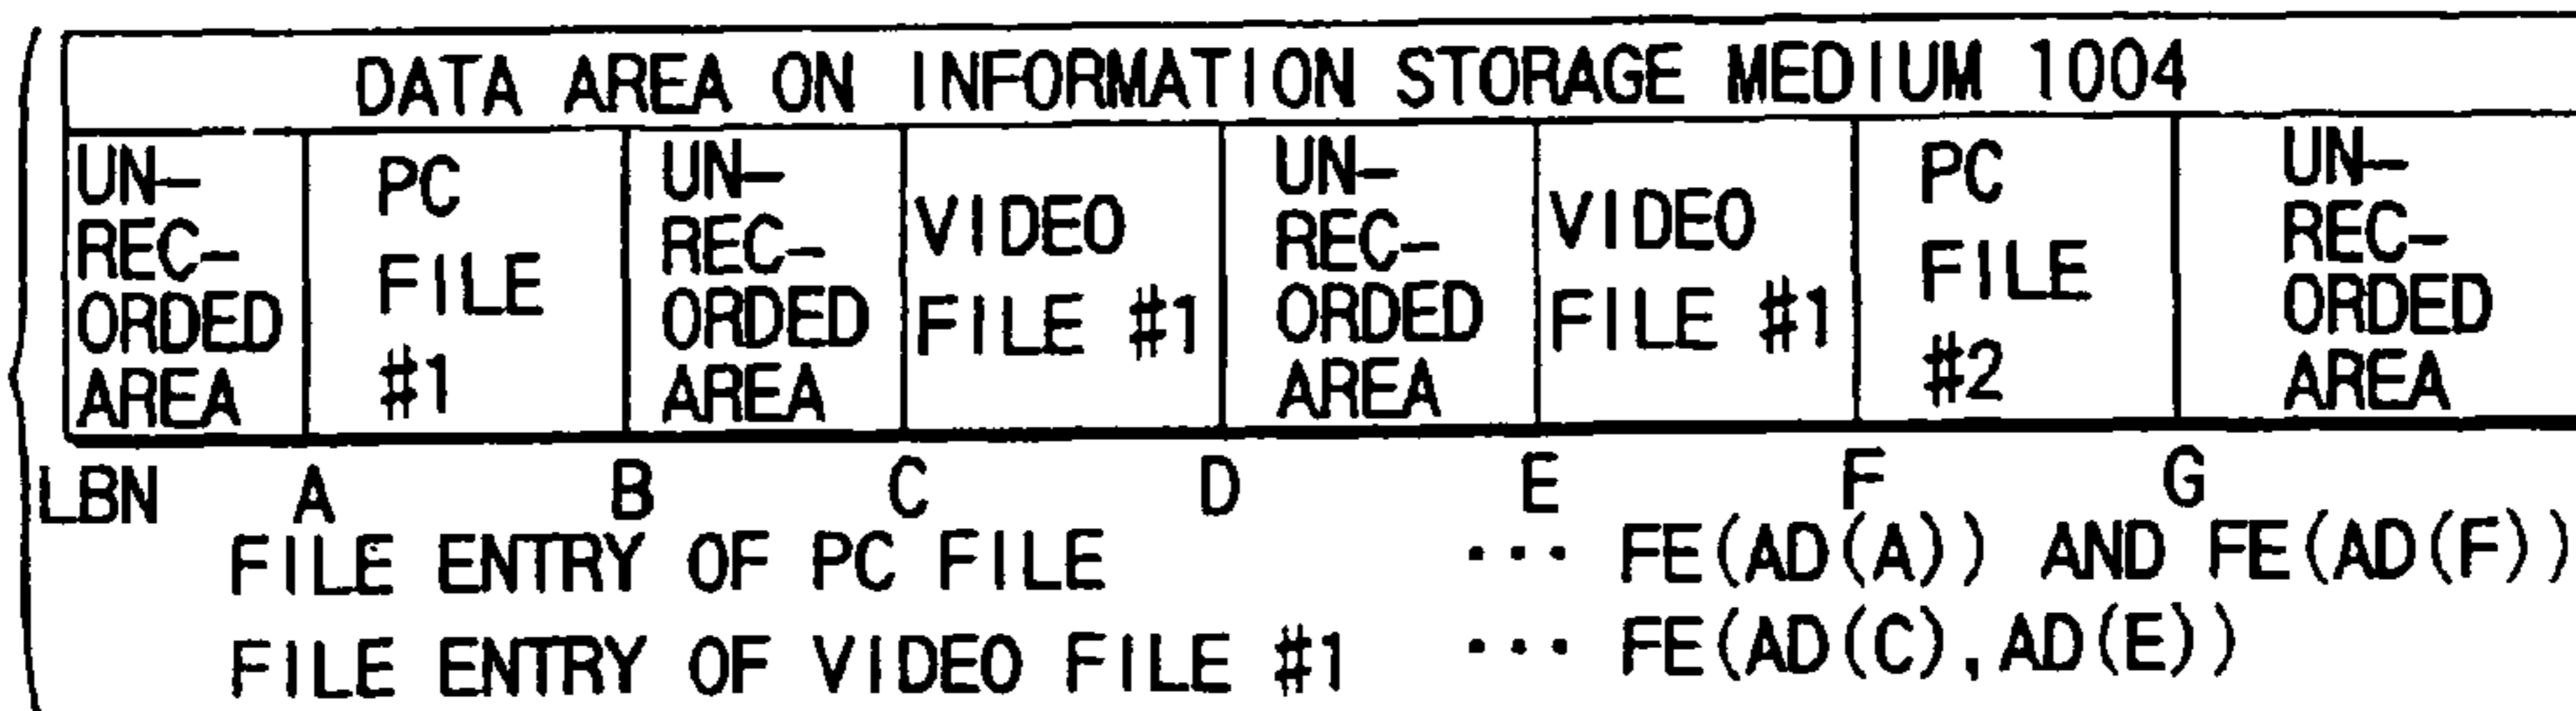 DATA AREA ON INFORMATION STORAGE MEDIUM 1004
UN-
REC-
ORDED
AREA
PC
FILE
#1
UN-
REC-
ORDED
AREA
VIDEO
FILE #1
UN-
REC-
ORDED
AREA
VIDEO
FILE #1
PC
FILE
#2
UN-
REC-
ORDED
AREA
LBN A B C D E F G
FILE ENTRY OF PC FILE ... FE(AD(A)) AND FE(AD(F))
FILE ENTRY OF VIDEO FILE #1 ... FE(AD(C),AD(E))